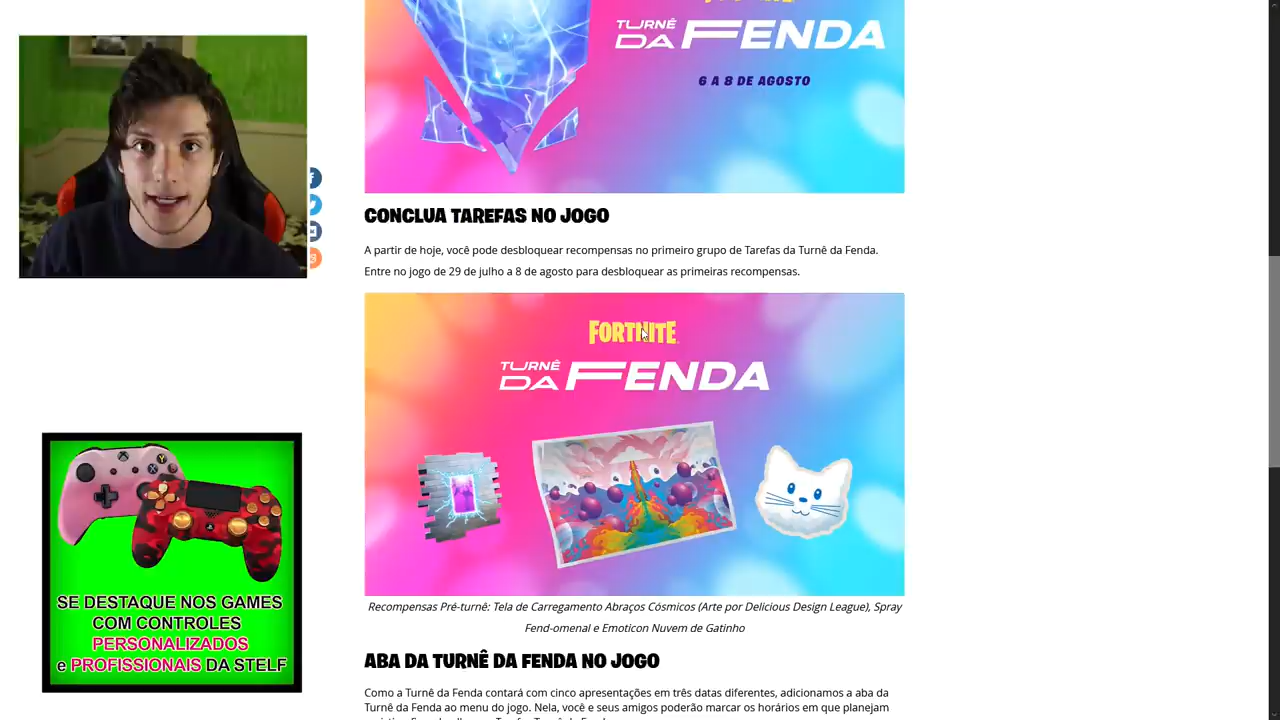 TURNÊ
DA FENDA
6 A 8 DE AGOSTO
CONCLUA TAREFAS NO JOGO
A partir de hoje, você pode desbloquear recompensas no primeiro grupo de Tarefas da Turnê da Fenda.
Entre no jogo de 29 de julho a 8 de agosto para desbloquear as primeiras recompensas.
FORTNITE
TURNÊ
DA FENDA
Recompensas Pré-turnê: Tela de Carregamento Abraços Cósmicos (Arte por Delicious Design League), Spray
Fend-omenal e Emoticon Nuvem de Gatinho
SE DESTAQUE NOS GAMES
COM CONTROLES
PERSONALIZADOS
e PROFISSIONAIS DA STELF
ABA DA TURNÊ DA FENDA NO JOGO
Como a Turnê da Fenda contará com cinco apresentações em três datas diferentes, adicionamos a aba da
Turnê da Fenda ao menu do jogo. Nela, você e seus amigos poderão marcar os horários em que planejam